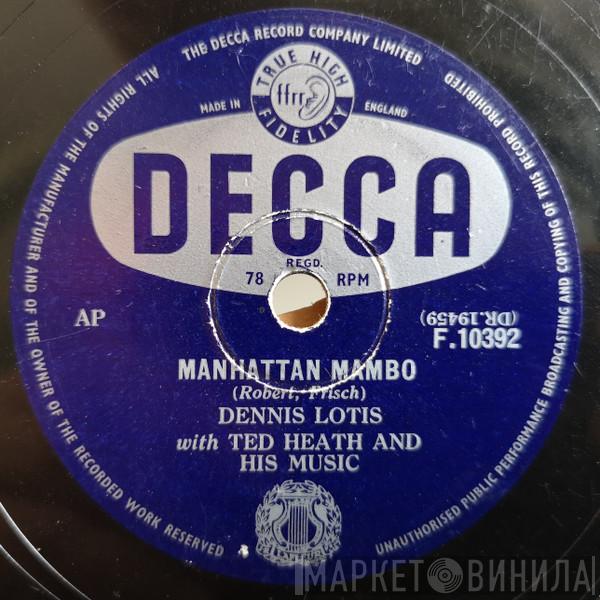 THE DECCA RECORD COMPANY LIMITED
ALL RIGHTS OF THE MANUFACTURER AND OF THE OWNER OF THE RECORDED WORK RESERVED
UNAUTHORISED PUBLIC PERFORMANCE BROADCASTING AND COPYING OF THIS RECORD PROHIBITED
TRUE HIGH
ffrr
FIDELITY
MADE IN ENGLAND
DECCA
REGD.
78 RPM
AP
(DR.19459)
F.10392
MANHATTAN MAMBO
(Robert, Frisch)
DENNIS LOTIS
with TED HEATH AND
HIS MUSIC
МАРКЕТ ВИНИЛА